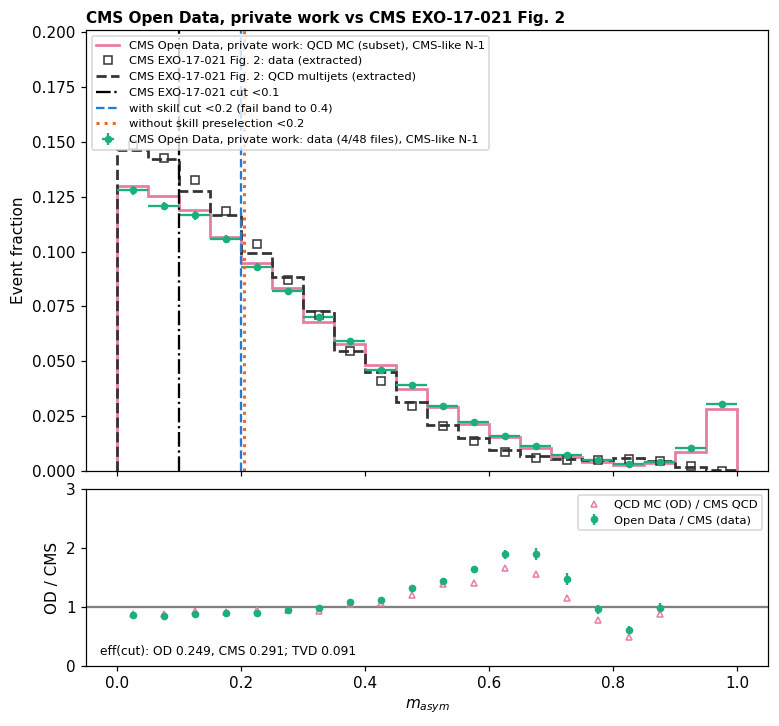 CMS Open Data, private work vs CMS EXO-17-021 Fig. 2
CMS Open Data, private work: QCD MC (subset), CMS-like N-1
CMS EXO-17-021 Fig. 2: data (extracted)
CMS EXO-17-021 Fig. 2: QCD multijets (extracted)
CMS EXO-17-021 cut <0.1
with skill cut <0.2 (fail band to 0.4)
without skill preselection <0.2
CMS Open Data, private work: data (4/48 files), CMS-like N-1
Event fraction
0.200
0.175
0.150
0.125
0.100
0.075
0.050
0.025
0.000
QCD MC (OD) / CMS QCD
Open Data / CMS (data)
OD / CMS
3
2
1
0
eff(cut): OD 0.249, CMS 0.291; TVD 0.091
0.0 0.2 0.4 0.6 0.8 1.0
m_asym